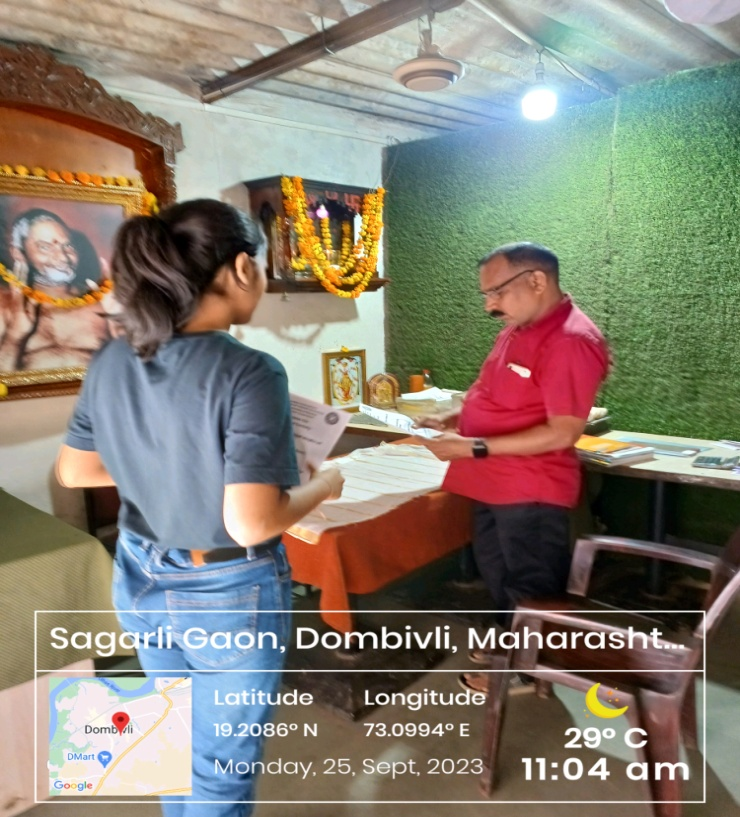 Sagarli Gaon, Dombivli, Maharasht...
Latitude
Longitude
19.2086° N
73.0994° E
Monday, 25, Sept, 2023
29° C
11:04 am
Dombivli
DMart
Google